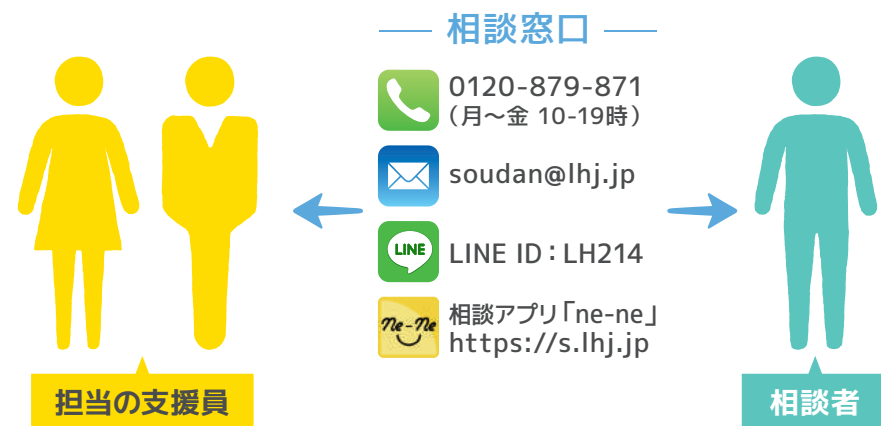 相談窓口
0120-879-871
（月〜金 10-19時）
soudan@lhj.jp
LINE
LINE ID：LH214
ne-ne
相談アプリ「ne-ne」
https://s.lhj.jp
担当の支援員
相談者